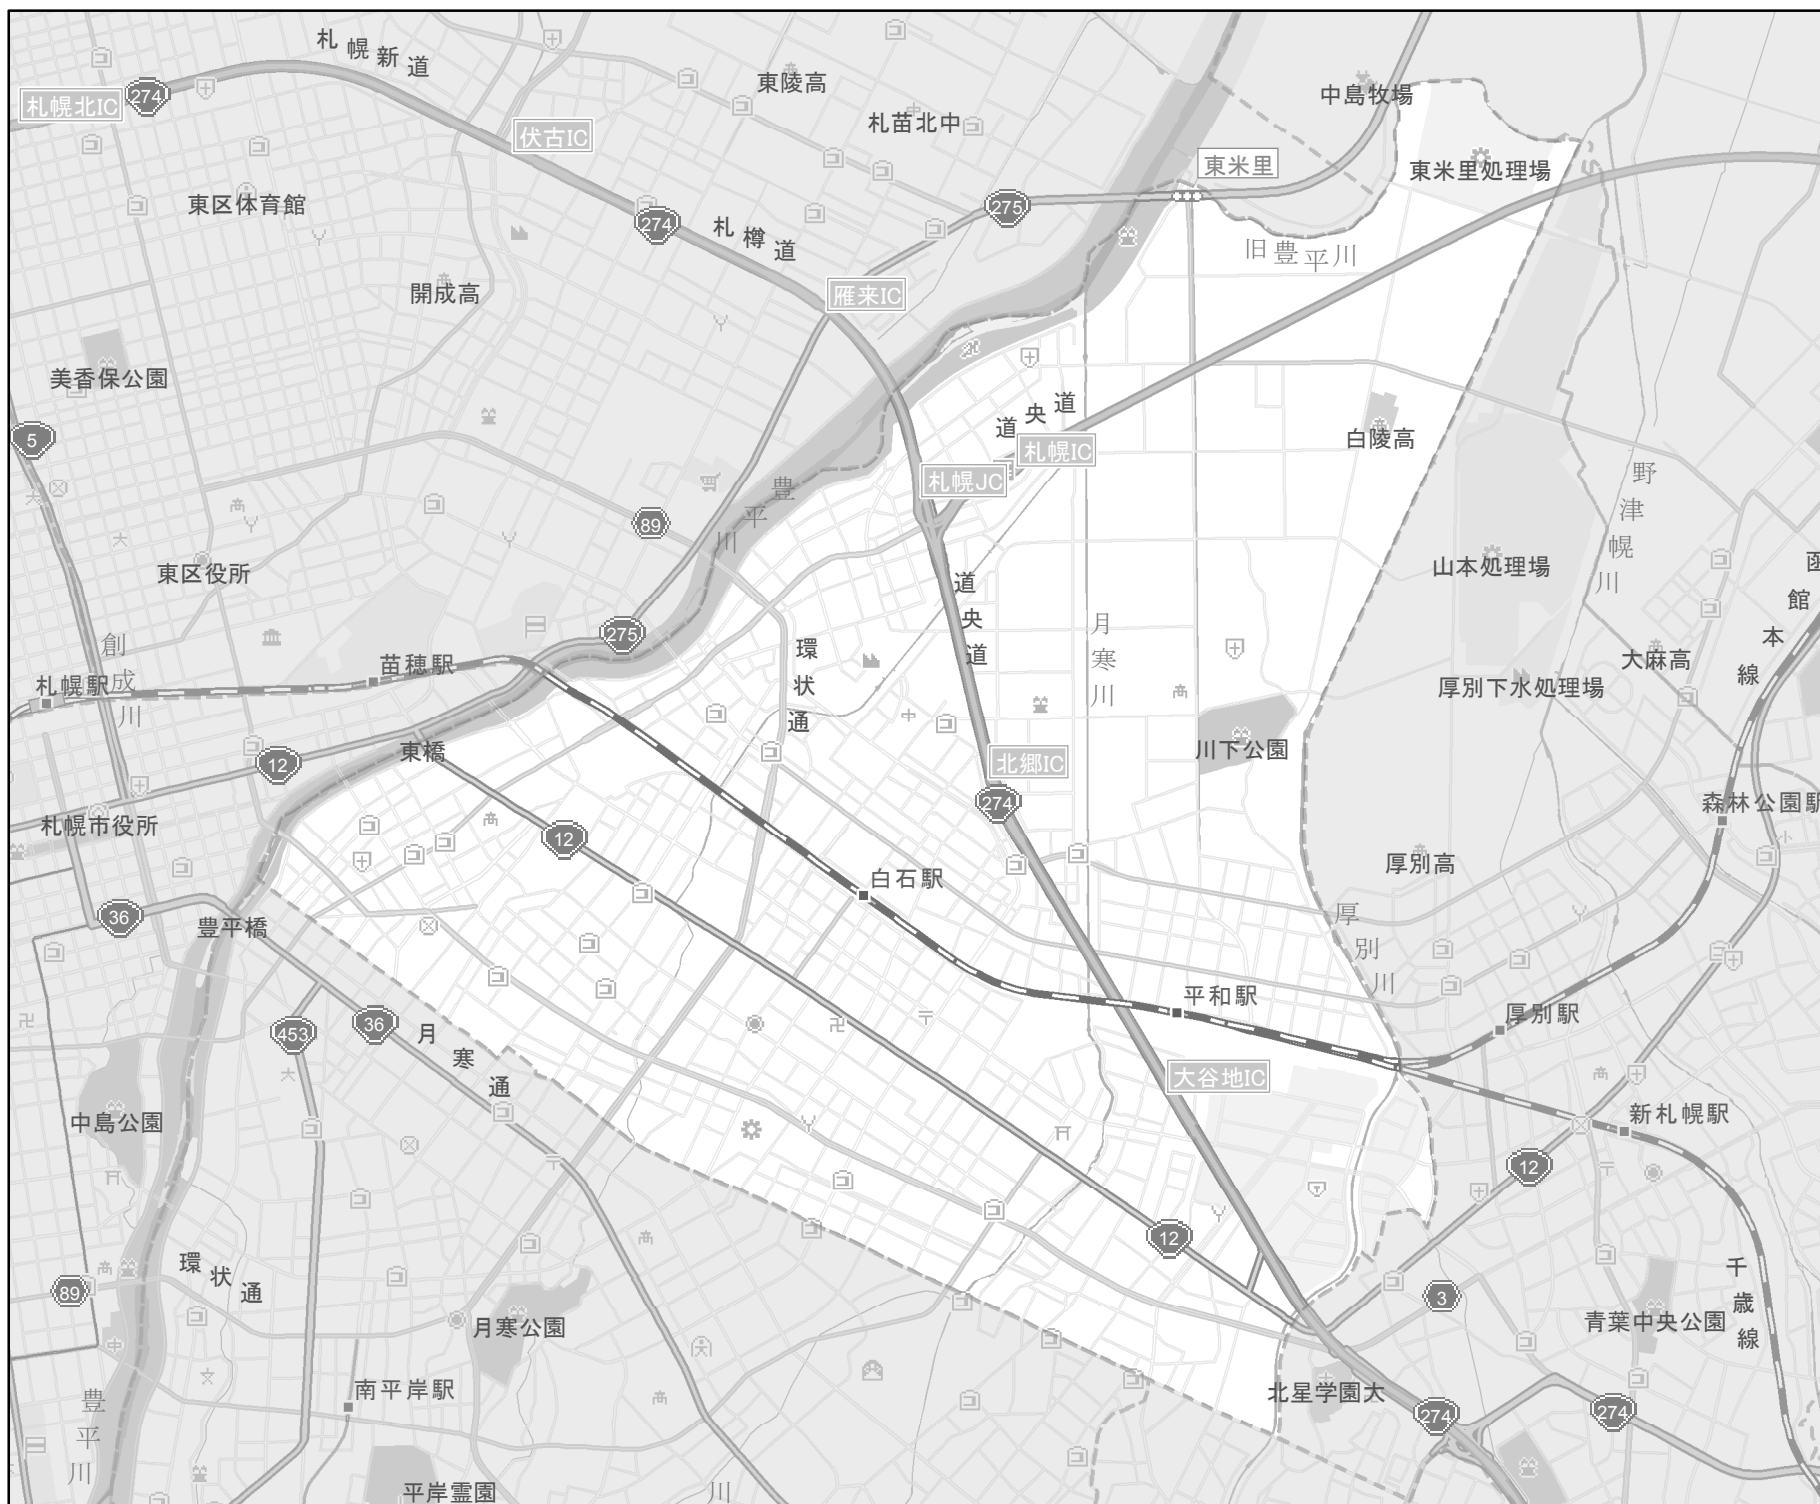 札幌新道
274
札幌北IC
伏古IC
東陵高
札苗北中
中島牧場
東米里
東米里処理場
東区体育館
274
275
札樽道
旧豊平川
開成高
雁来IC
美香保公園
道央道
5
札幌IC
白陵高
札幌JC
野津幌川
豊平川
89
東区役所
山本処理場
函館本線
道央道
275
創成川
環状通
月寒川
苗穂駅
札幌駅
大麻高
厚別下水処理場
東橋
川下公園
12
北郷IC
274
森林公園駅
札幌市役所
12
厚別高
白石駅
36
豊平橋
厚別川
平和駅
厚別駅
453
36
月寒通
大谷地IC
中島公園
新札幌駅
12
12
環状通
89
3
千歳線
月寒公園
青葉中央公園
南平岸駅
北星学園大
274
274
豊平川
平岸霊園
川